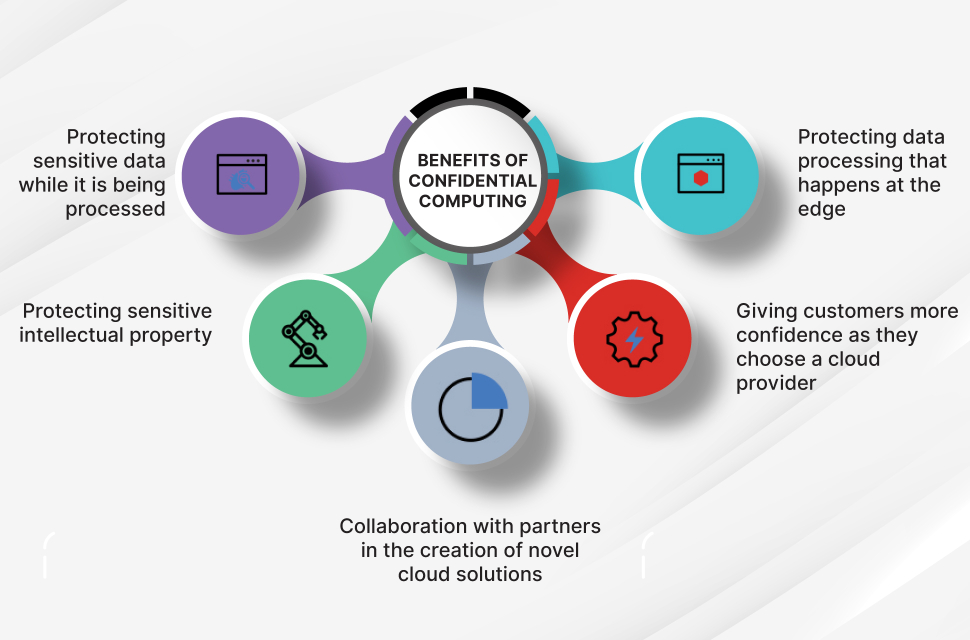 BENEFITS OF
CONFIDENTIAL
COMPUTING
Protecting
sensitive data
while it is being
processed
Protecting data
processing that
happens at the
edge
Protecting sensitive
intellectual property
Giving customers more
confidence as they
choose a cloud
provider
Collaboration with partners
in the creation of novel
cloud solutions